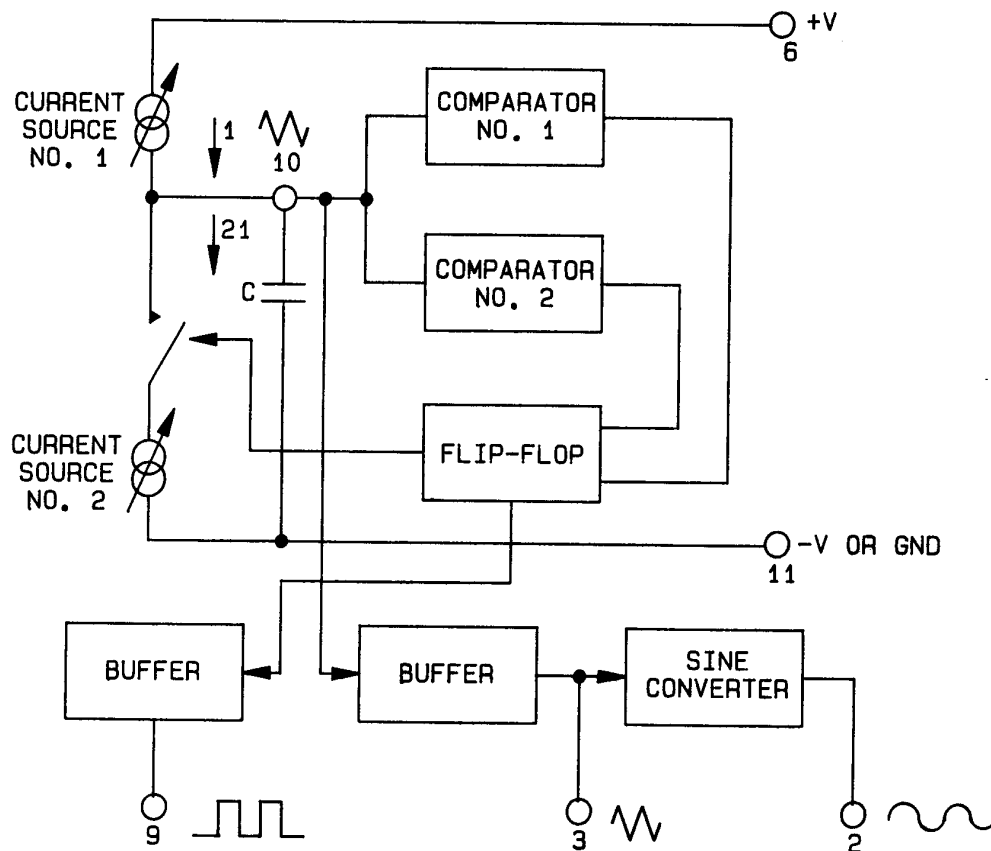 +V
6
CURRENT
SOURCE
NO. 1
1
10
COMPARATOR
NO. 1
21
C
COMPARATOR
NO. 2
CURRENT
SOURCE
NO. 2
FLIP-FLOP
-V OR GND
11
BUFFER
BUFFER
SINE
CONVERTER
9
3
2